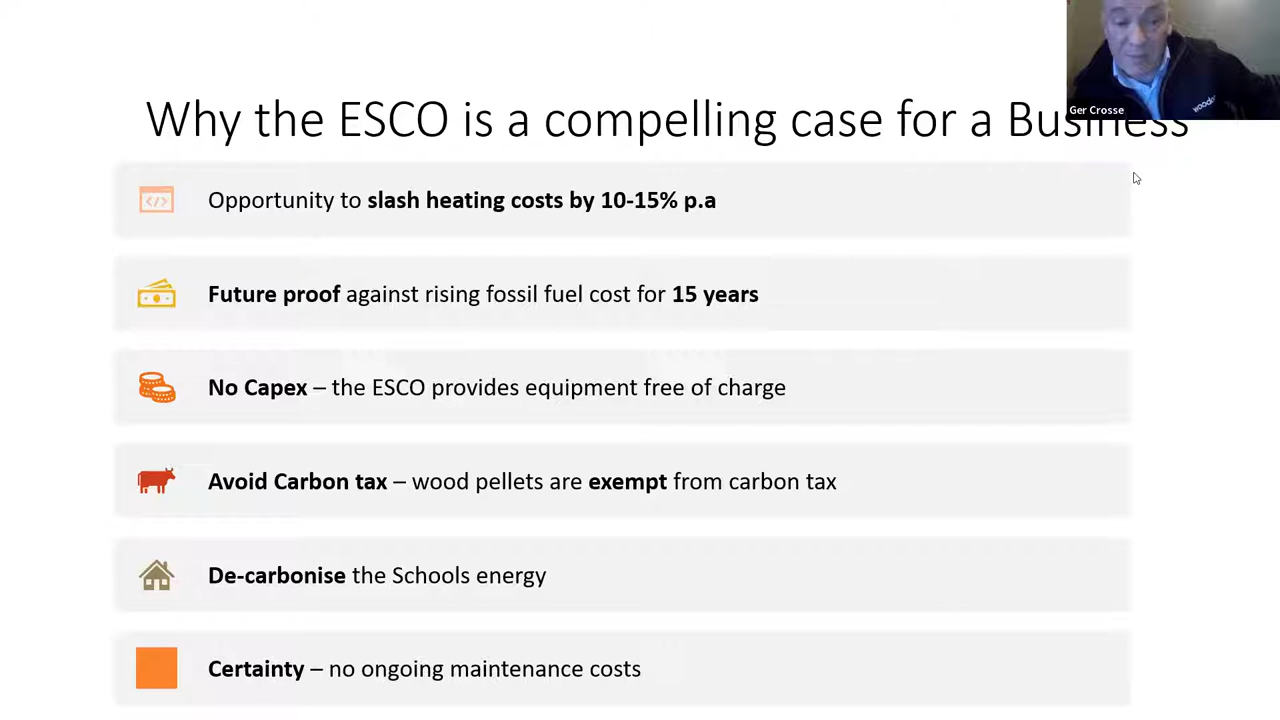 Ger Crosse
Why the ESCO is a compelling case for a Business
</>
Opportunity to slash heating costs by 10-15% p.a
Future proof against rising fossil fuel cost for 15 years
No Capex – the ESCO provides equipment free of charge
Avoid Carbon tax – wood pellets are exempt from carbon tax
De-carbonise the Schools energy
Certainty – no ongoing maintenance costs